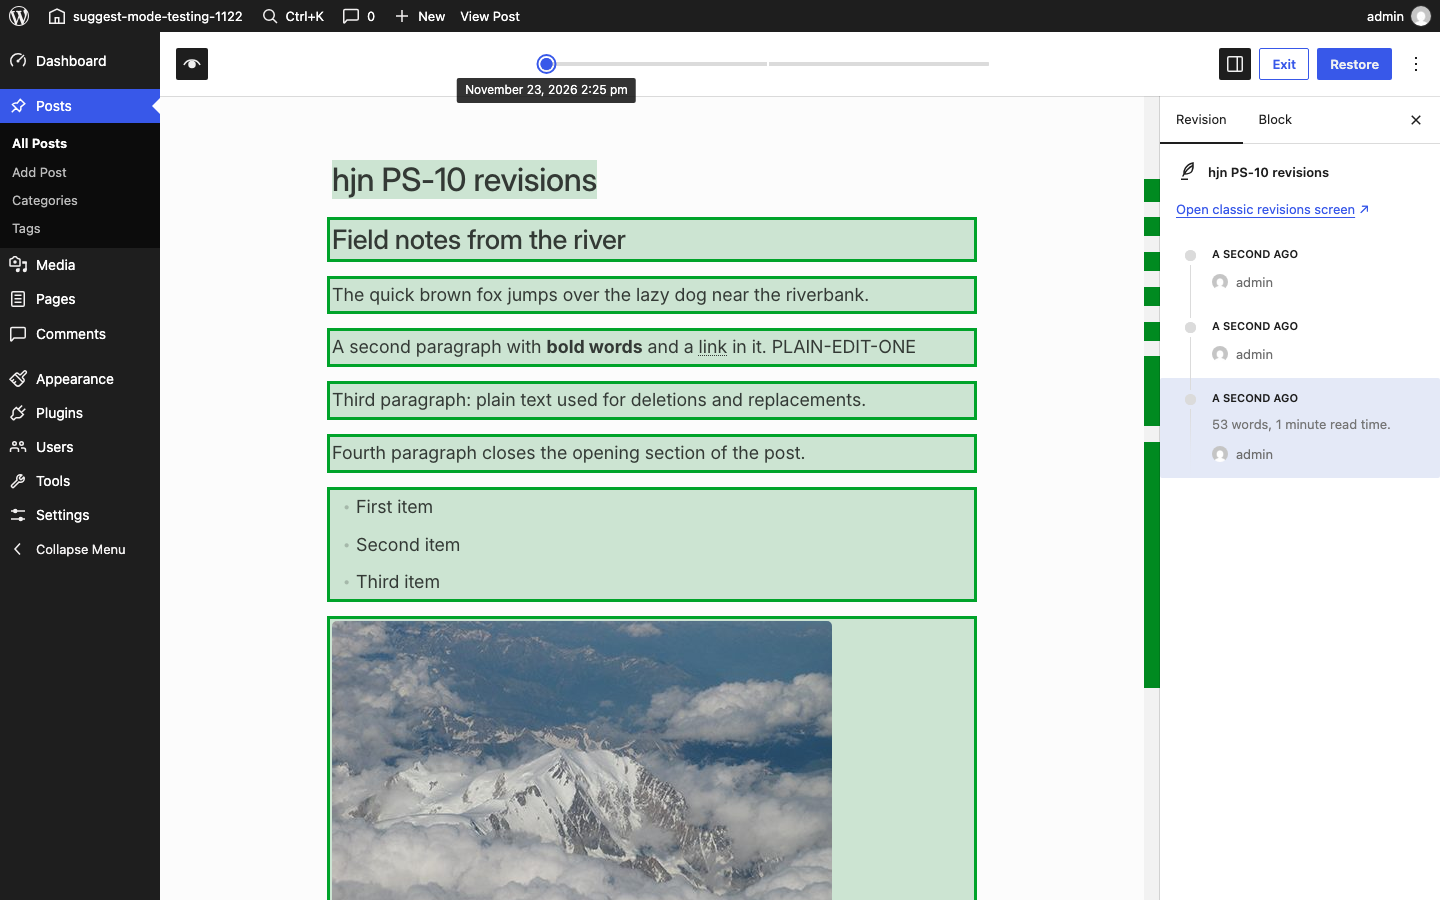 suggest-mode-testing-1122
Ctrl+K
0
New
View Post
admin
Dashboard
Posts
All Posts
Add Post
Categories
Tags
Media
Pages
Comments
Appearance
Plugins
Users
Tools
Settings
Collapse Menu
November 23, 2026 2:25 pm
Exit
Restore
hjn PS-10 revisions
Field notes from the river
The quick brown fox jumps over the lazy dog near the riverbank.
A second paragraph with bold words and a link in it. PLAIN-EDIT-ONE
Third paragraph: plain text used for deletions and replacements.
Fourth paragraph closes the opening section of the post.
First item
Second item
Third item
Revision
Block
hjn PS-10 revisions
Open classic revisions screen ↗
A SECOND AGO
admin
A SECOND AGO
admin
A SECOND AGO
53 words, 1 minute read time.
admin